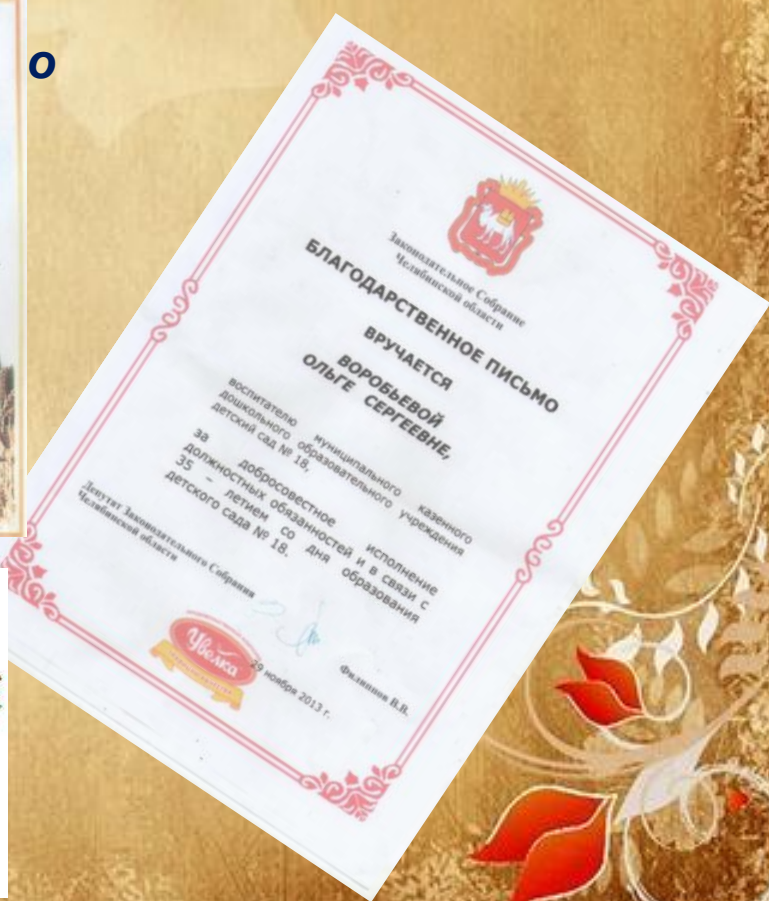 о
Законодательное Собрание
Челябинской области
БЛАГОДАРСТВЕННОЕ ПИСЬМО
ВРУЧАЕТСЯ
ВОРОБЬЕВОЙ
ОЛЬГЕ СЕРГЕЕВНЕ,
воспитателю муниципального казенного
дошкольного образовательного учреждения
детский сад № 18,
за добросовестное исполнение
должностных обязанностей и в связи с
35 – летием со дня образования
детского сада № 18.
Депутат Законодательного Собрания
Челябинской области
Филиппов В.В.
Увелка
29 ноября 2013 г.